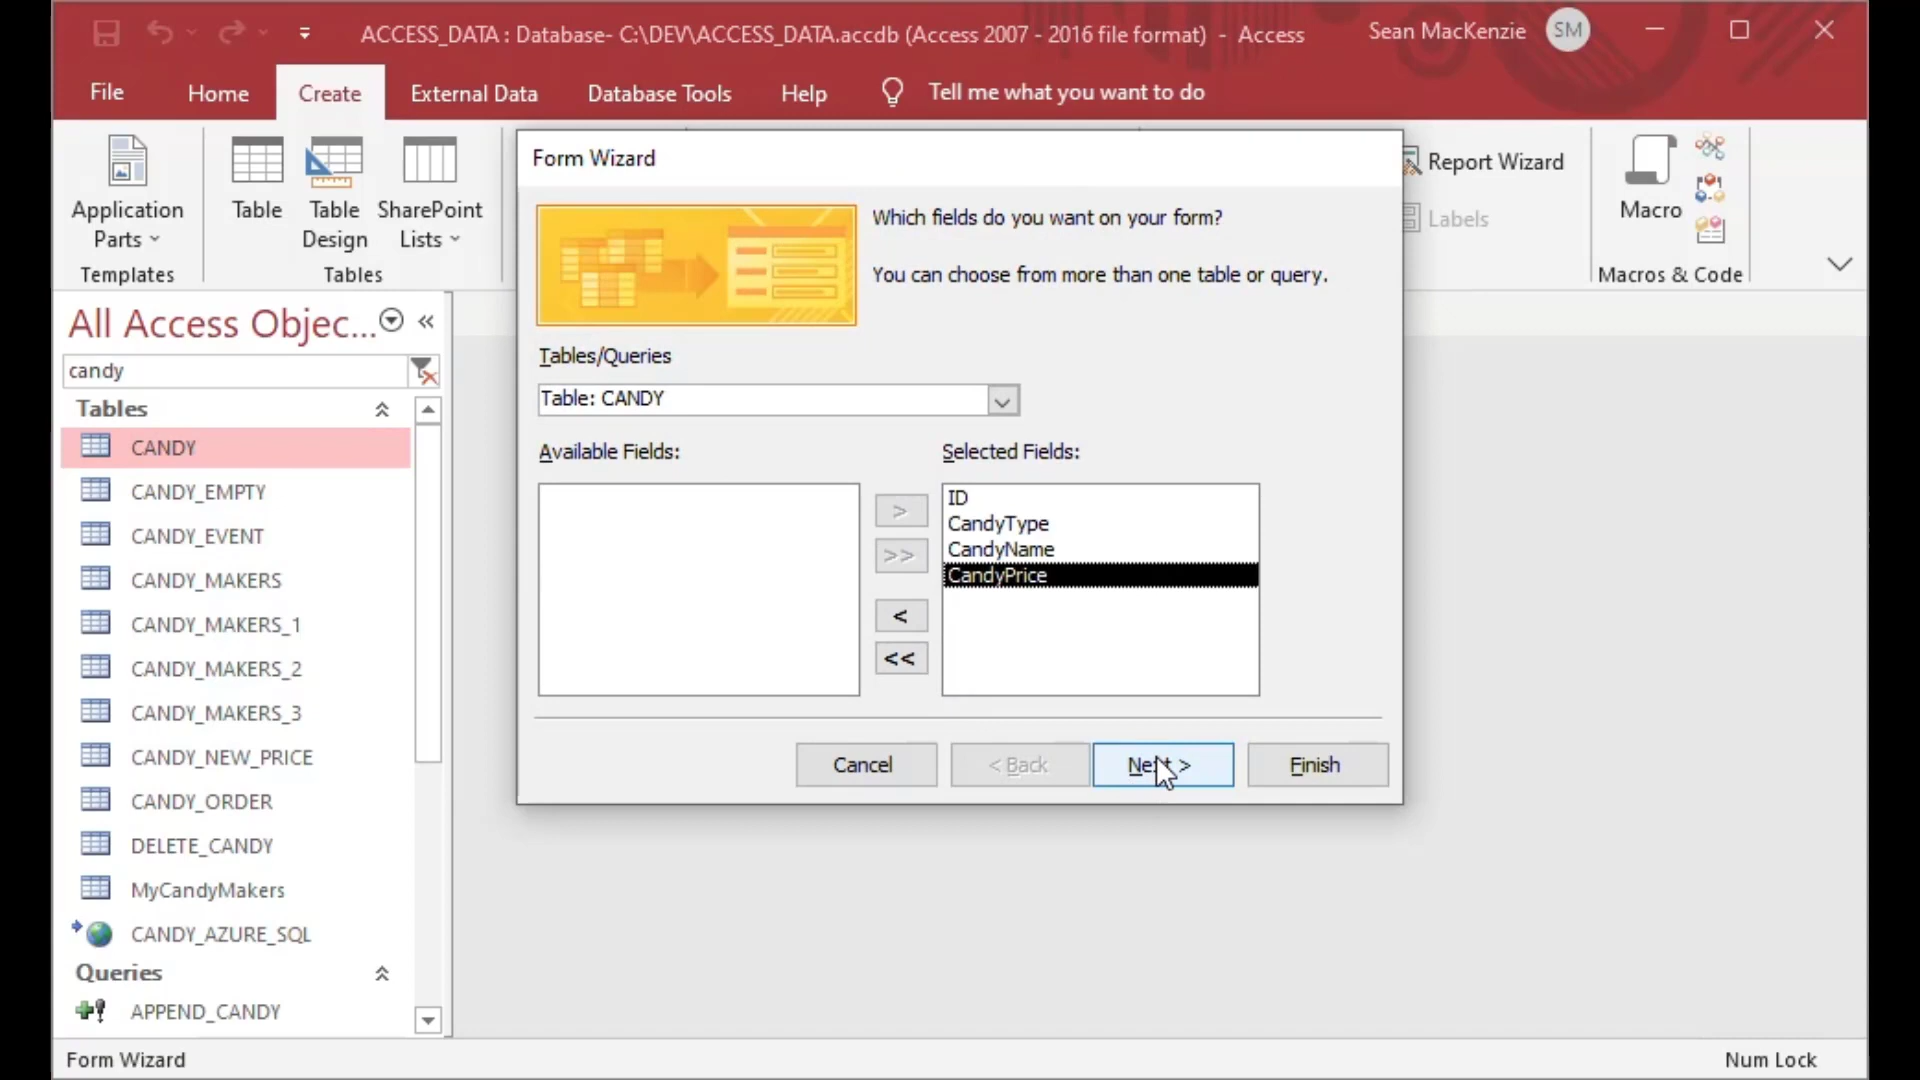 ACCESS_DATA : Database- C:\DEV\ACCESS_DATA.accdb (Access 2007 - 2016 file format) - Access
Sean MacKenzie
SM
File
Home
Create
External Data
Database Tools
Help
Tell me what you want to do
Application
Parts
Table
Table
Design
SharePoint
Lists
Templates
Tables
Report Wizard
Labels
Macro
Macros & Code
All Access Objec...
candy
Tables
CANDY
CANDY_EMPTY
CANDY_EVENT
CANDY_MAKERS
CANDY_MAKERS_1
CANDY_MAKERS_2
CANDY_MAKERS_3
CANDY_NEW_PRICE
CANDY_ORDER
DELETE_CANDY
MyCandyMakers
CANDY_AZURE_SQL
Queries
APPEND_CANDY
Form Wizard
Which fields do you want on your form?
You can choose from more than one table or query.
Tables/Queries
Table: CANDY
Available Fields:
Selected Fields:
ID
CandyType
CandyName
CandyPrice
>
>>
<
<<
Cancel
< Back
Next >
Finish
Form Wizard
Num Lock